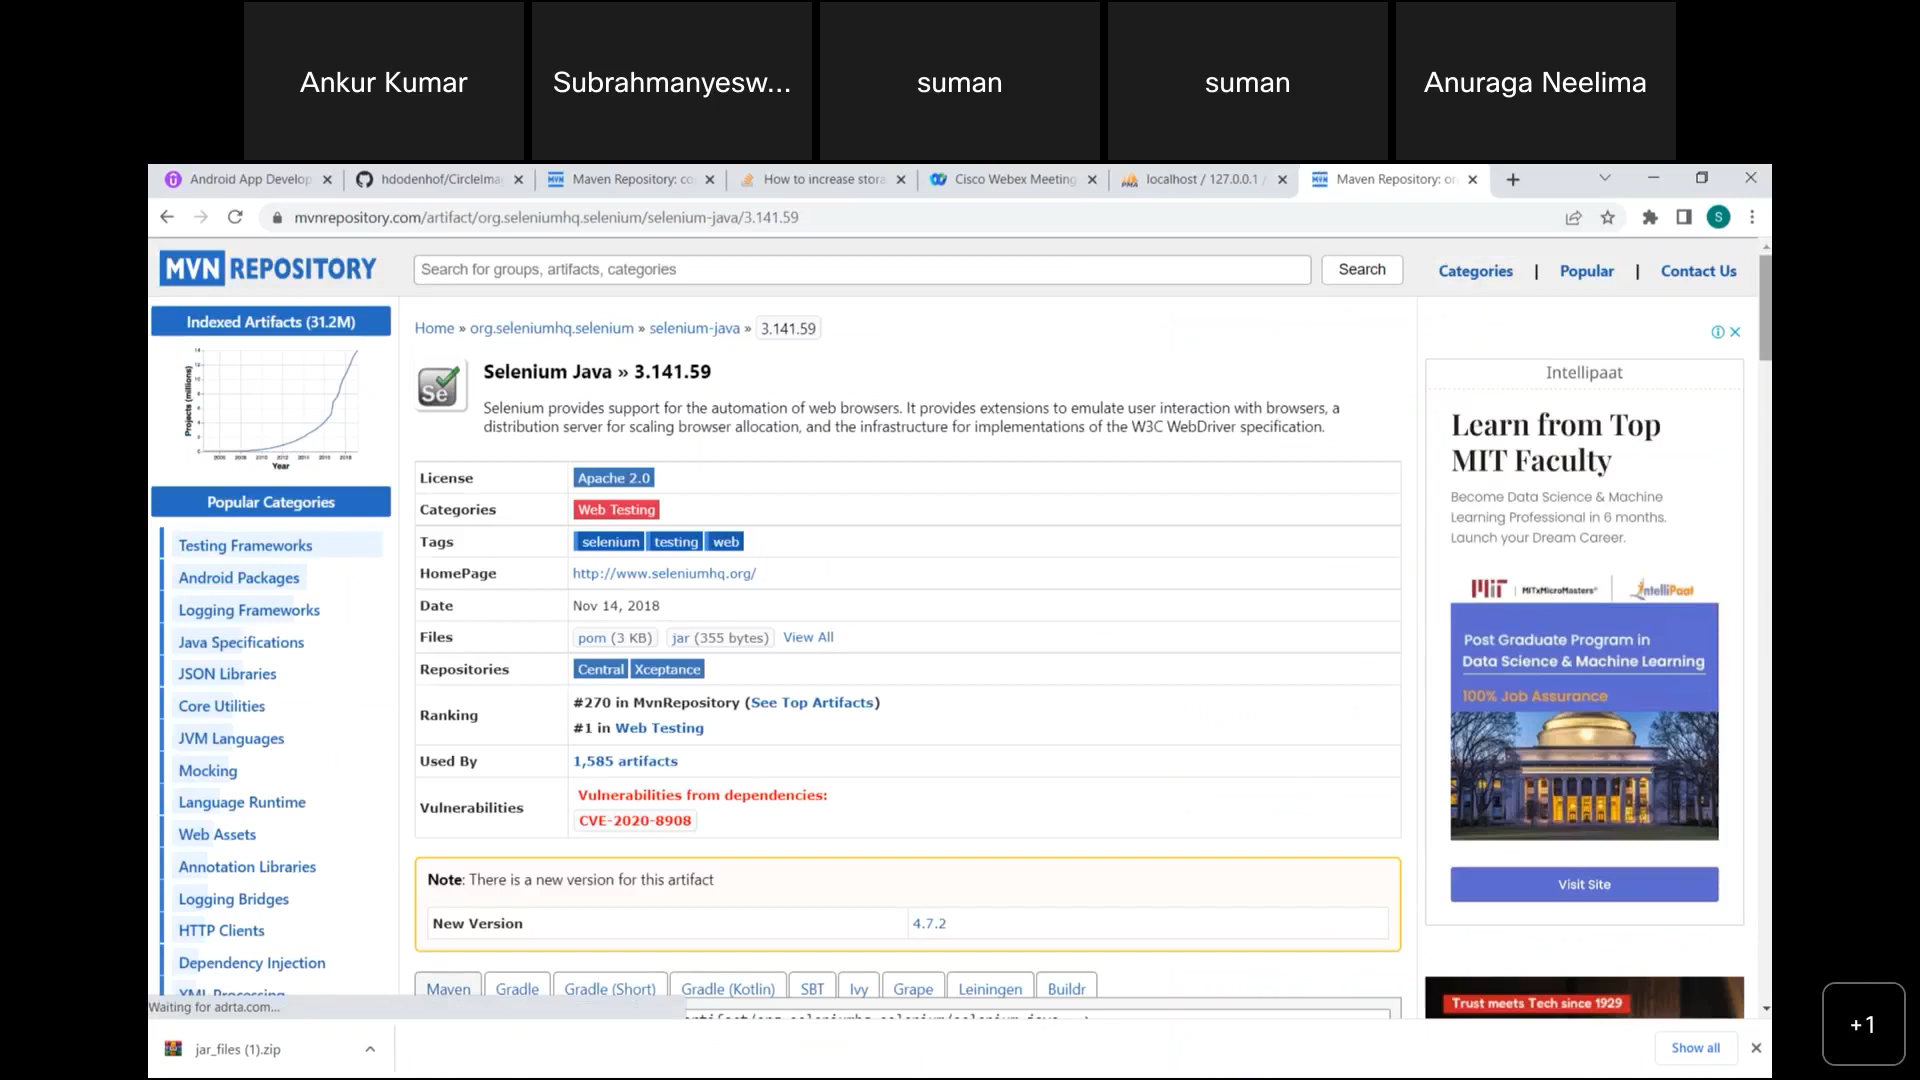 Ankur Kumar
Subrahmanyesw...
suman
suman
Anuraga Neelima
Android App Develop
hdodenhof/CircleIma
Maven Repository: co
How to increase stora
Cisco Webex Meeting
localhost / 127.0.0.1 /
Maven Repository: or
mvnrepository.com/artifact/org.seleniumhq.selenium/selenium-java/3.141.59
S
MVN REPOSITORY
Search for groups, artifacts, categories
Search
Categories | Popular | Contact Us
Indexed Artifacts (31.2M)
Projects (millions)
Year
Popular Categories
Testing Frameworks
Android Packages
Logging Frameworks
Java Specifications
JSON Libraries
Core Utilities
JVM Languages
Mocking
Language Runtime
Web Assets
Annotation Libraries
Logging Bridges
HTTP Clients
Dependency Injection
XML Processing
Home » org.seleniumhq.selenium » selenium-java » 3.141.59
Se
Selenium Java » 3.141.59
Selenium provides support for the automation of web browsers. It provides extensions to emulate user interaction with browsers, a
distribution server for scaling browser allocation, and the infrastructure for implementations of the W3C WebDriver specification.
License Apache 2.0
Categories Web Testing
Tags selenium testing web
HomePage http://www.seleniumhq.org/
Date Nov 14, 2018
Files pom (3 KB) jar (355 bytes) View All
Repositories Central Xceptance
Ranking #270 in MvnRepository (See Top Artifacts)
#1 in Web Testing
Used By 1,585 artifacts
Vulnerabilities Vulnerabilities from dependencies:
CVE-2020-8908
Note: There is a new version for this artifact
New Version 4.7.2
Maven Gradle Gradle (Short) Gradle (Kotlin) SBT Ivy Grape Leiningen Buildr
Intellipaat
Learn from Top
MIT Faculty
Become Data Science & Machine
Learning Professional in 6 months.
Launch your Dream Career.
MIT | MITxMicroMasters® intelliPaat
Post Graduate Program in
Data Science & Machine Learning
100% Job Assurance
Visit Site
Trust meets Tech since 1929
Waiting for adrta.com...
jar_files (1).zip
Show all
+1